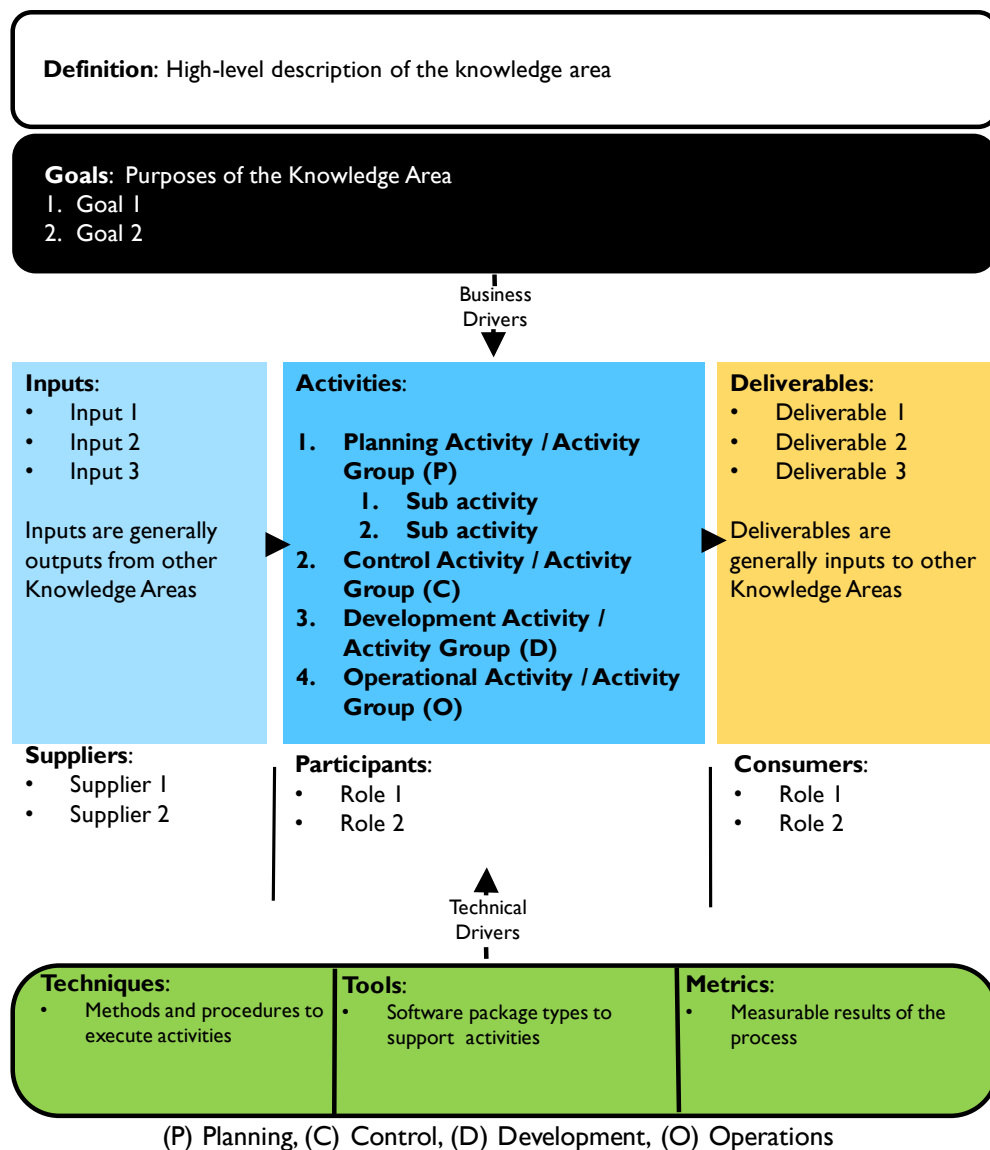 Definition: High-level description of the knowledge area
Goals: Purposes of the Knowledge Area
1. Goal 1
2. Goal 2
Business
Drivers
Inputs:
• Input 1
• Input 2
• Input 3
Inputs are generally
outputs from other
Knowledge Areas
Activities:
1. Planning Activity / Activity
Group (P)
1. Sub activity
2. Sub activity
2. Control Activity / Activity
Group (C)
3. Development Activity /
Activity Group (D)
4. Operational Activity / Activity
Group (O)
Deliverables:
• Deliverable 1
• Deliverable 2
• Deliverable 3
Deliverables are
generally inputs to other
Knowledge Areas
Suppliers:
• Supplier 1
• Supplier 2
Participants:
• Role 1
• Role 2
Consumers:
• Role 1
• Role 2
Technical
Drivers
Techniques:
• Methods and procedures to
execute activities
Tools:
• Software package types to
support activities
Metrics:
• Measurable results of the
process
(P) Planning, (C) Control, (D) Development, (O) Operations